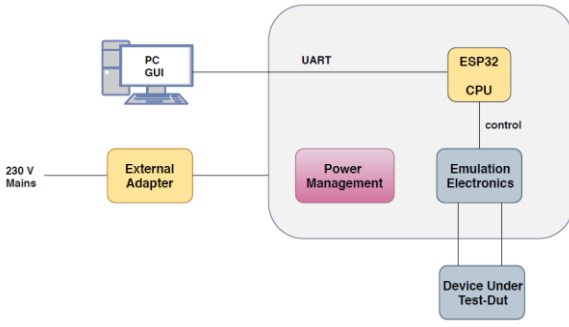 PC
GUI
UART
ESP32
CPU
control
230 V
Mains
External
Adapter
Power
Management
Emulation
Electronics
Device Under
Test-Dut